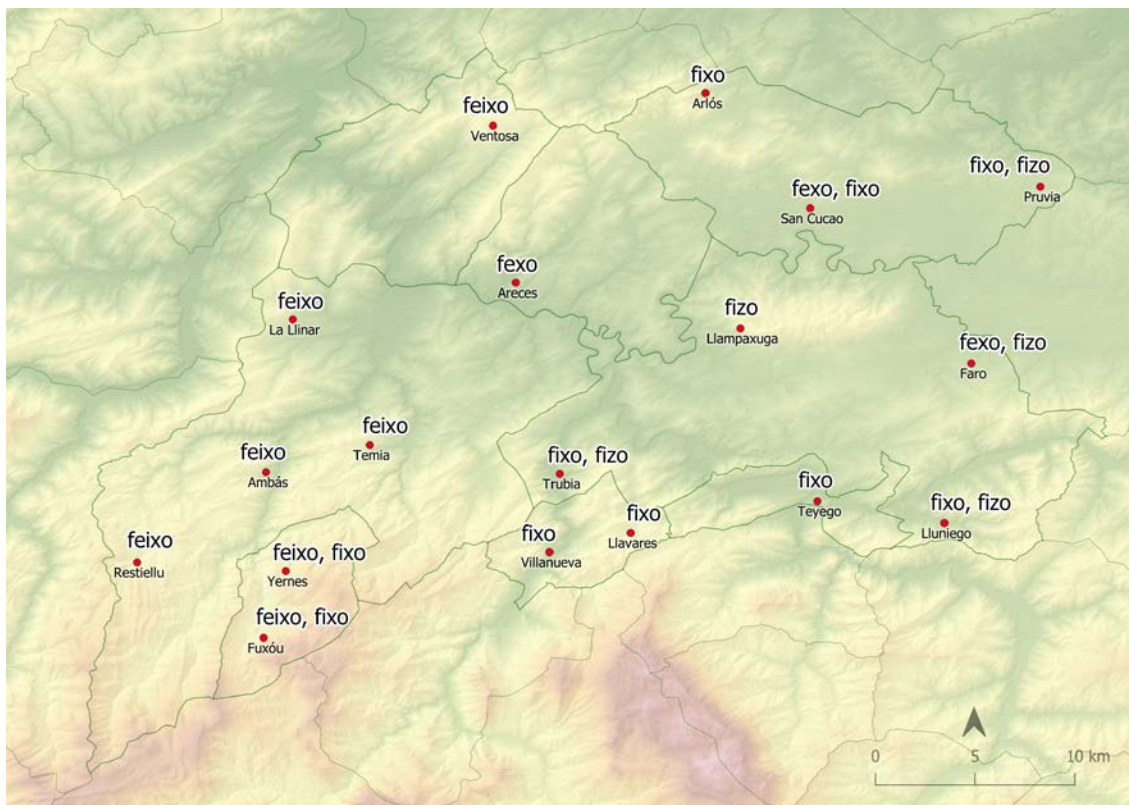 fixo
Arlós
feixo
Ventosa
fixo, fizo
Pruvia
fexo, fixo
San Cucao
fexo
Areces
feixo
La Llinar
fizo
Llampaxuga
fexo, fizo
Faro
feixo
Temia
feixo
Ambás
fixo, fizo
Trubia
fixo
Teyego
fixo
Llavares
fixo, fizo
Lluniego
fixo
Villanueva
feixo
Restiellu
feixo, fixo
Yernes
feixo, fixo
Fuxóu
0 5 10 km